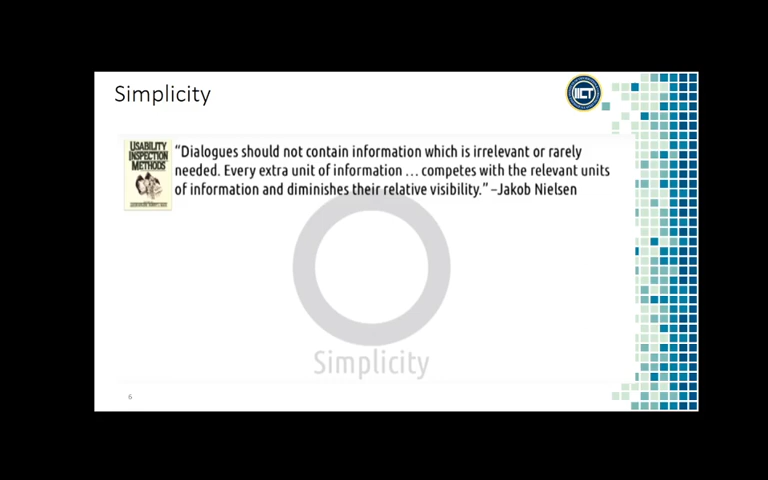 Simplicity
IICT
USABILITY
INSPECTION
METHODS
“Dialogues should not contain information which is irrelevant or rarely
needed. Every extra unit of information ... competes with the relevant units
of information and diminishes their relative visibility.” –Jakob Nielsen
Simplicity
6